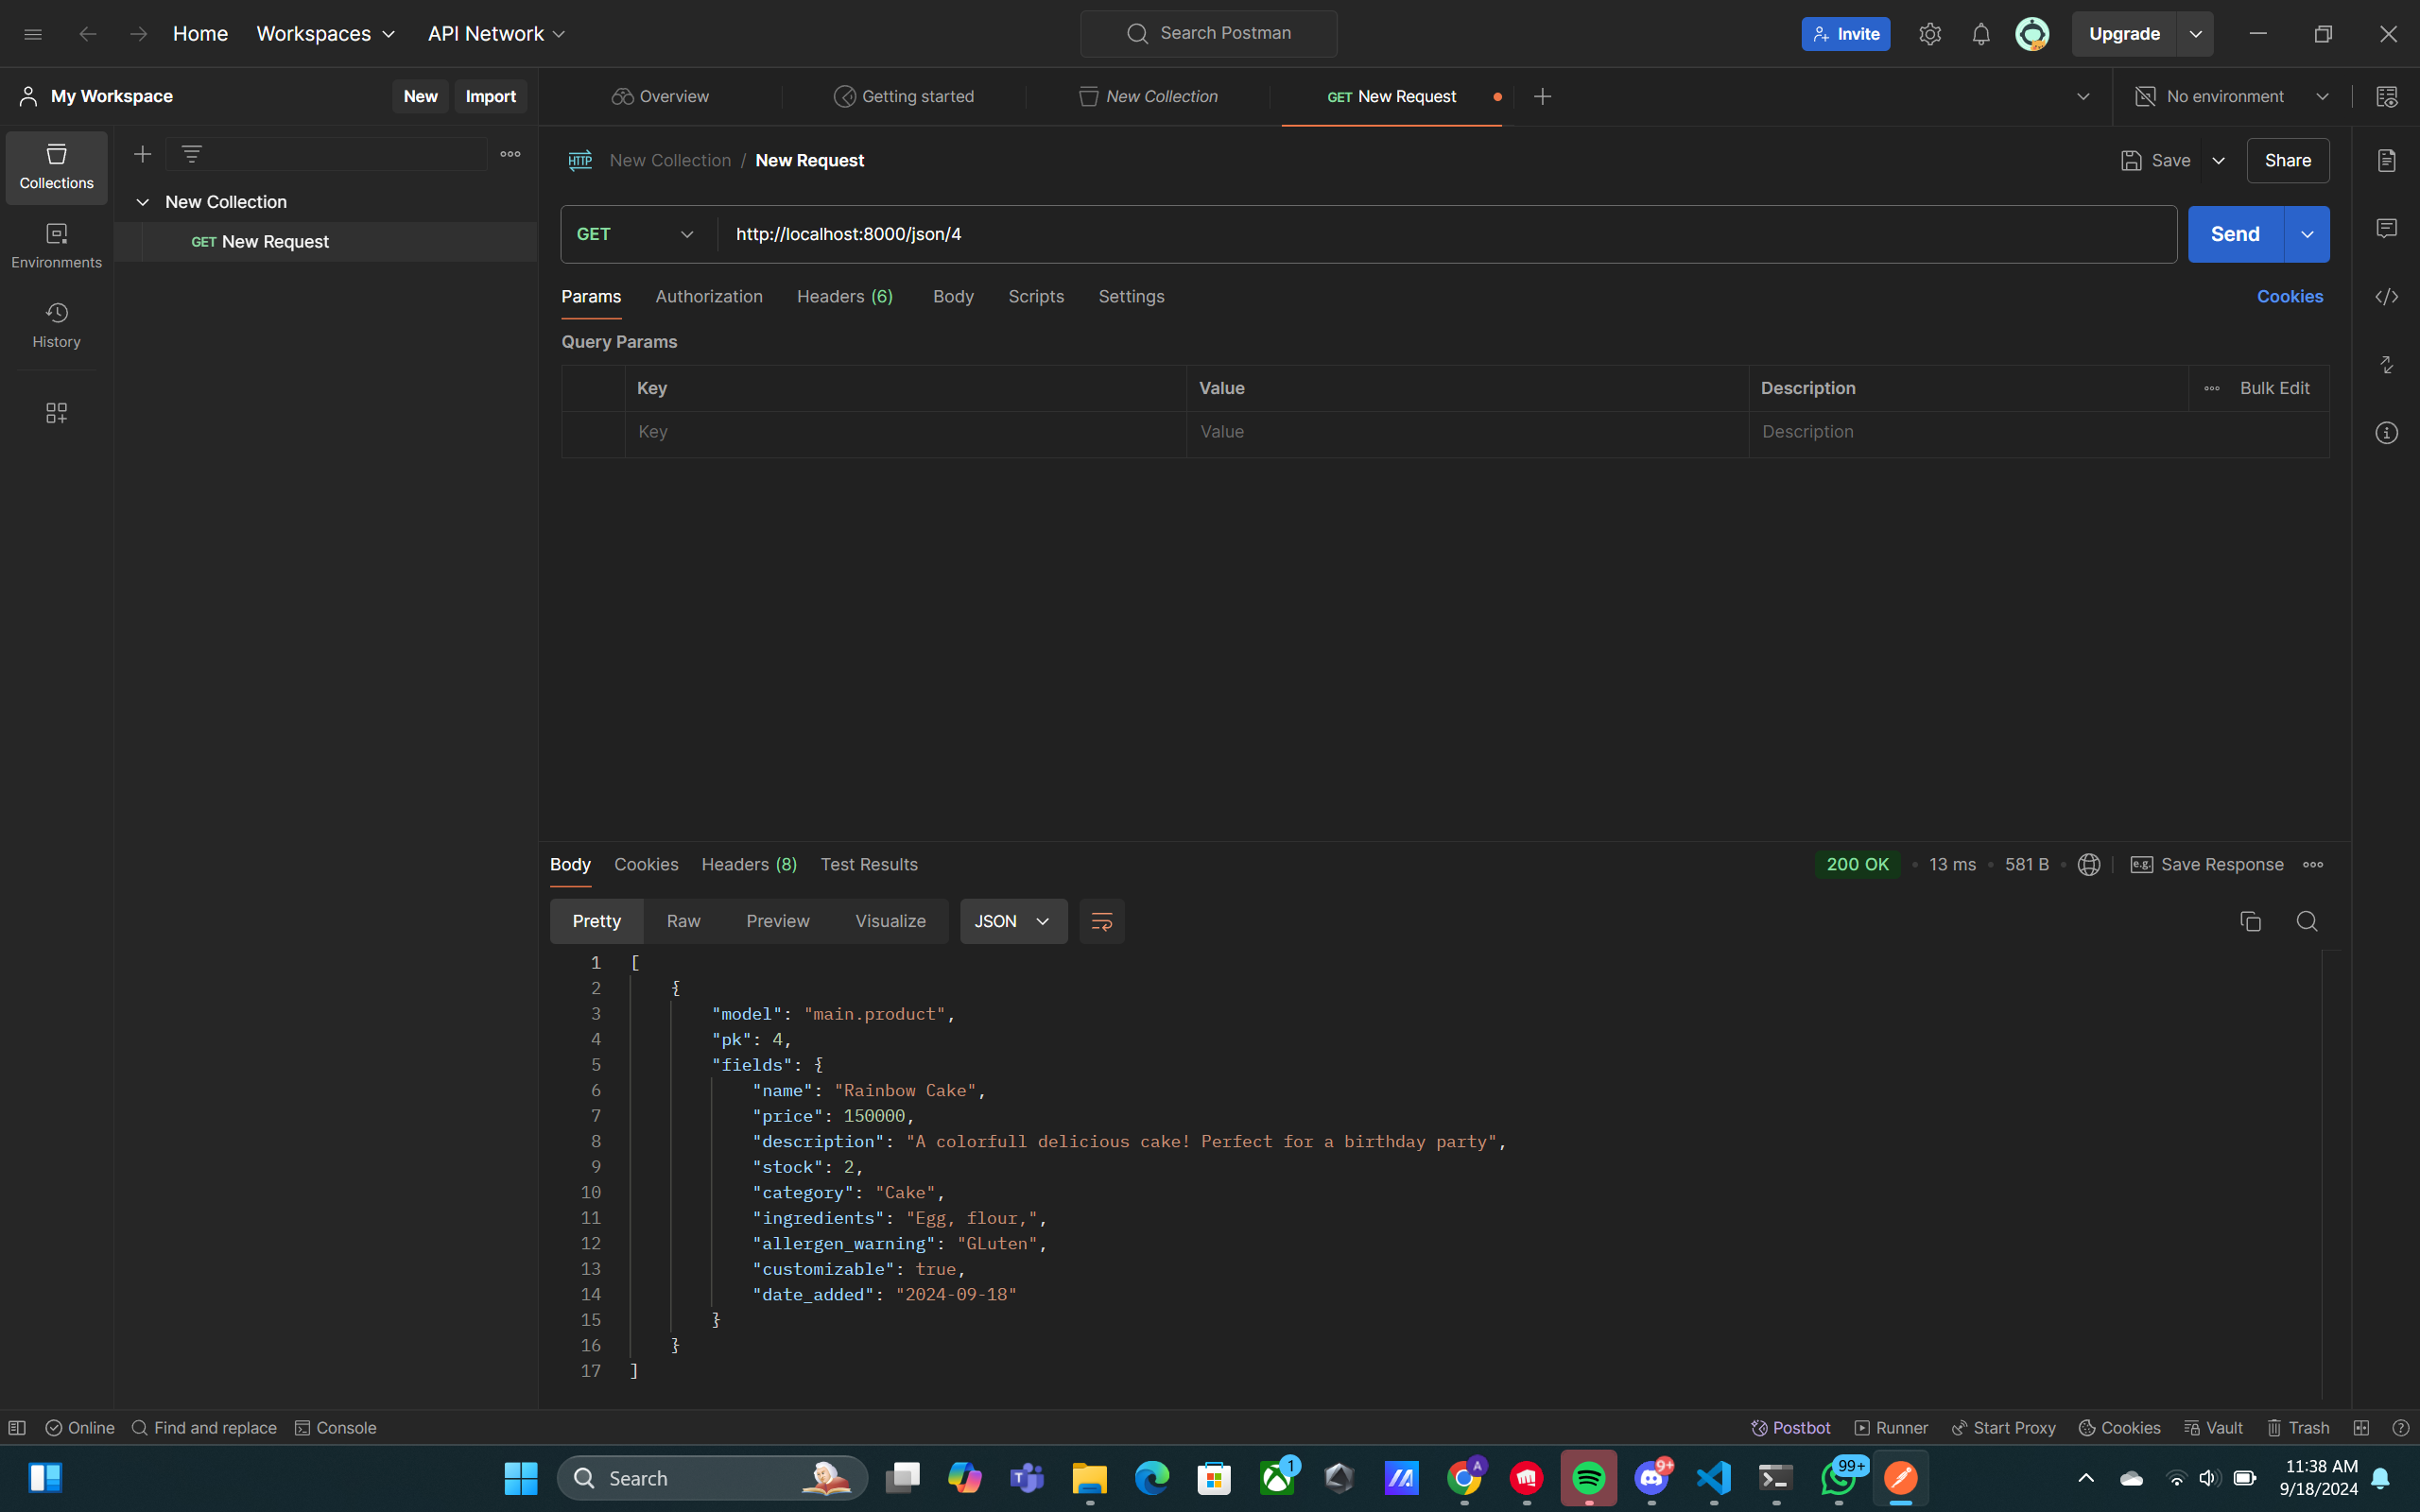 Home Workspaces API Network Search Postman Invite Upgrade
My Workspace New Import Overview Getting started New Collection GET New Request No environment
Collections
Environments
History
New Collection
GET New Request
HTTP New Collection / New Request Save Share
GET http://localhost:8000/json/4 Send
Params Authorization Headers (6) Body Scripts Settings Cookies
Query Params
Key Value Description Bulk Edit
Key Value Description
Body Cookies Headers (8) Test Results 200 OK • 13 ms • 581 B • e.g. Save Response
Pretty Raw Preview Visualize JSON
1 [
2 {
3 "model": "main.product",
4 "pk": 4,
5 "fields": {
6 "name": "Rainbow Cake",
7 "price": 150000,
8 "description": "A colorfull delicious cake! Perfect for a birthday party",
9 "stock": 2,
10 "category": "Cake",
11 "ingredients": "Egg, flour,",
12 "allergen_warning": "GLuten",
13 "customizable": true,
14 "date_added": "2024-09-18"
15 }
16 }
17 ]
Online Find and replace Console Postbot Runner Start Proxy Cookies Vault Trash
Search 1 A 9+ 99+ 11:38 AM
9/18/2024